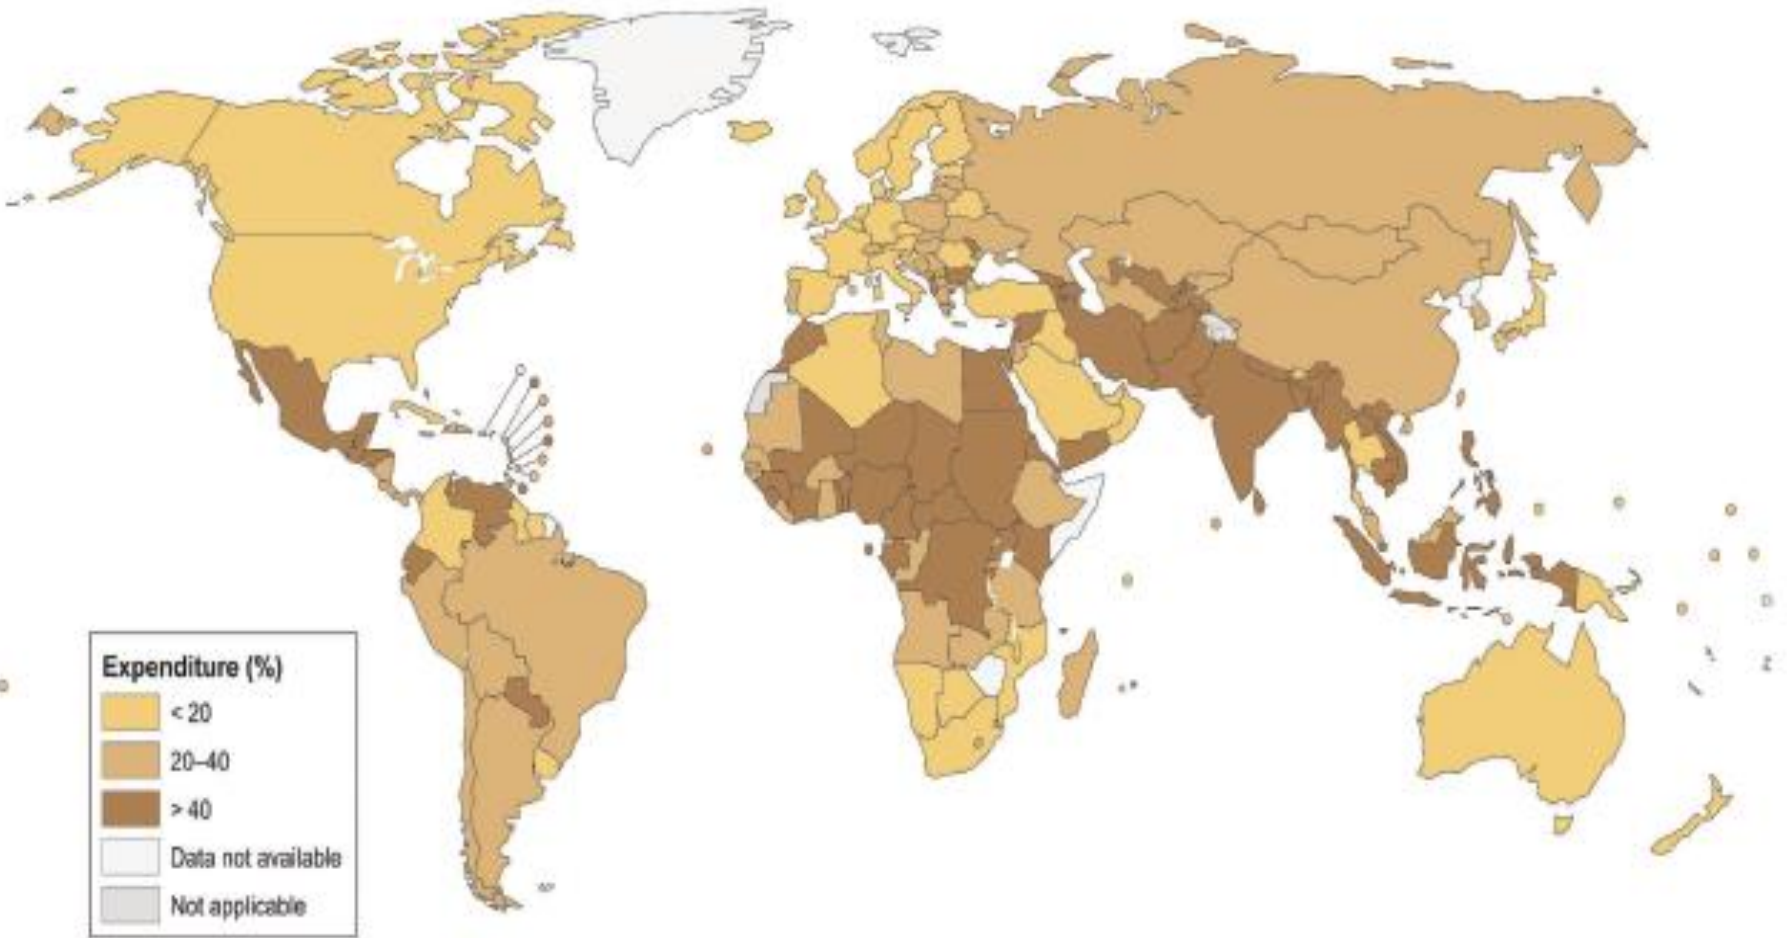 Expenditure (%)
< 20
20–40
> 40
Data not available
Not applicable